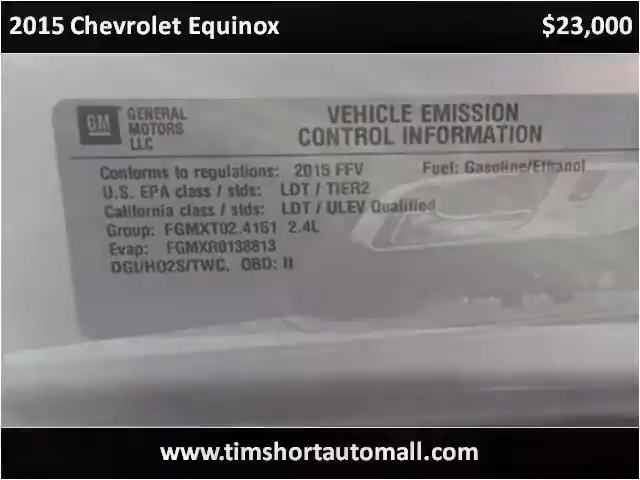 2015 Chevrolet Equinox $23,000
GM GENERAL MOTORS LLC
VEHICLE EMISSION
CONTROL INFORMATION
Conforms to regulations: 2015 FFV Fuel: Gasoline/Ethanol
U.S. EPA class / stds: LDT / TIER2
California class / stds: LDT / ULEV Qualified
Group: FGMXT02.4151 2.4L
Evap: FGMXR0138813
DGI/HO2S/TWC, OBD: II
www.timshortautomall.com